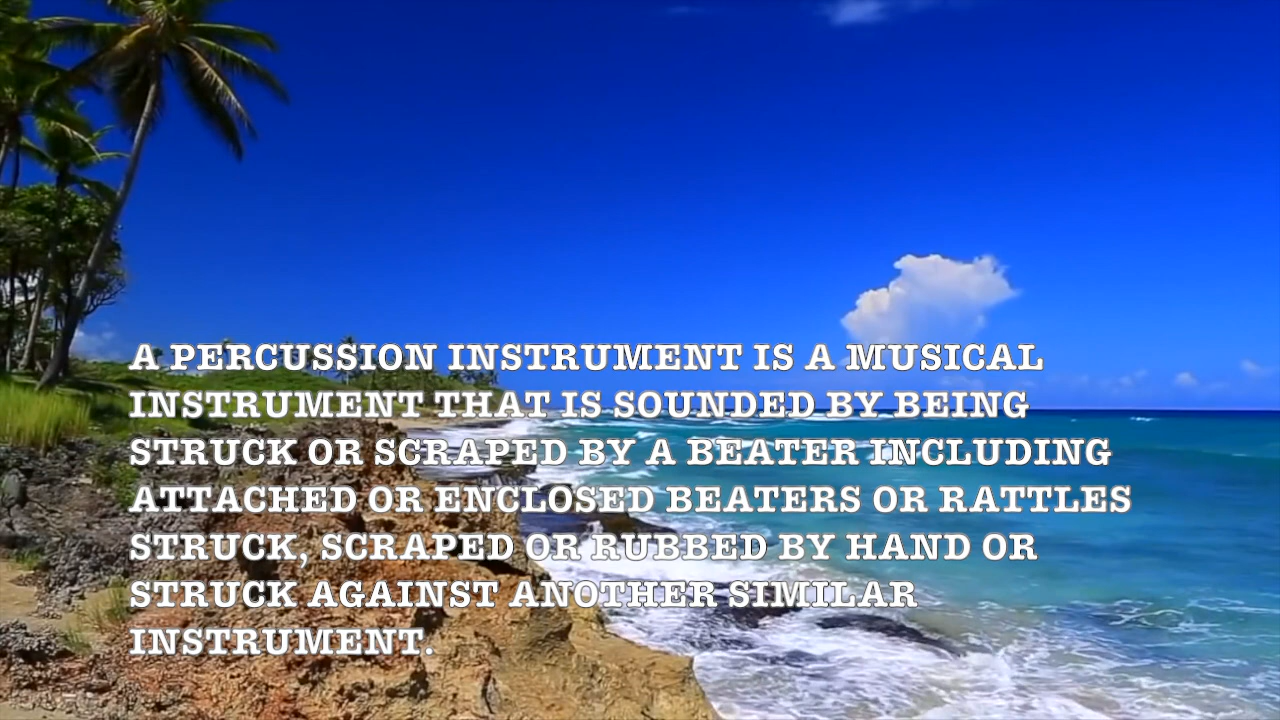 A PERCUSSION INSTRUMENT IS A MUSICAL
INSTRUMENT THAT IS SOUNDED BY BEING
STRUCK OR SCRAPED BY A BEATER INCLUDING
ATTACHED OR ENCLOSED BEATERS OR RATTLES
STRUCK, SCRAPED OR RUBBED BY HAND OR
STRUCK AGAINST ANOTHER SIMILAR
INSTRUMENT.